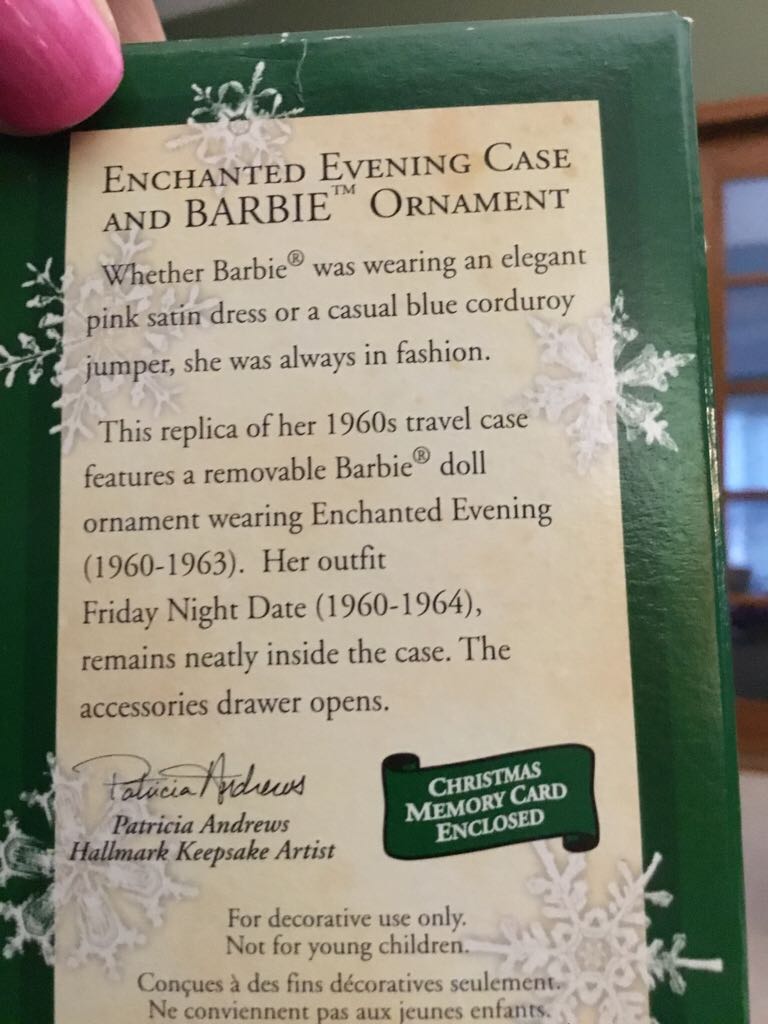 ENCHANTED EVENING CASE
AND BARBIE™ ORNAMENT
Whether Barbie® was wearing an elegant
pink satin dress or a casual blue corduroy
jumper, she was always in fashion.
This replica of her 1960s travel case
features a removable Barbie® doll
ornament wearing Enchanted Evening
(1960-1963). Her outfit
Friday Night Date (1960-1964),
remains neatly inside the case. The
accessories drawer opens.
Patricia Andrews
Patricia Andrews
Hallmark Keepsake Artist
CHRISTMAS
MEMORY CARD
ENCLOSED
For decorative use only.
Not for young children.
Conçues à des fins décoratives seulement.
Ne conviennent pas aux jeunes enfants.